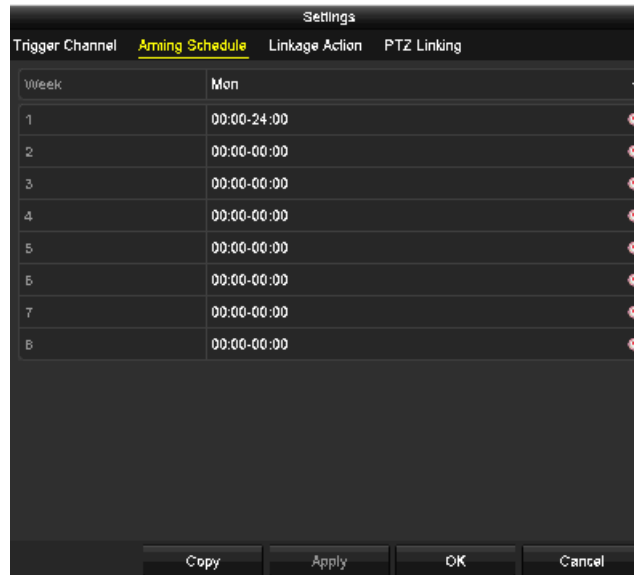 Settings
Trigger Channel Arming Schedule Linkage Action PTZ Linking
Week Mon
1 00:00-24:00
2 00:00-00:00
3 00:00-00:00
4 00:00-00:00
5 00:00-00:00
6 00:00-00:00
7 00:00-00:00
8 00:00-00:00
Copy Apply OK Cancel